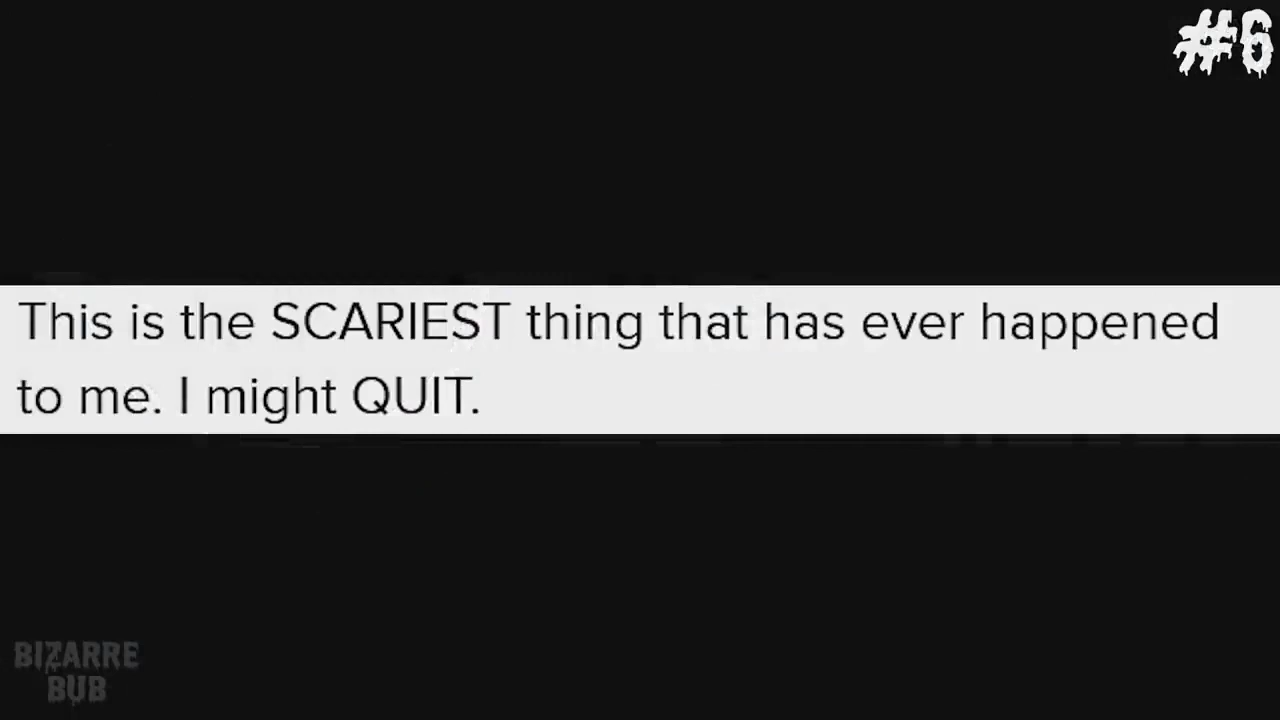 #6
This is the SCARIEST thing that has ever happened
to me. I might QUIT.
BIZARRE
BUB